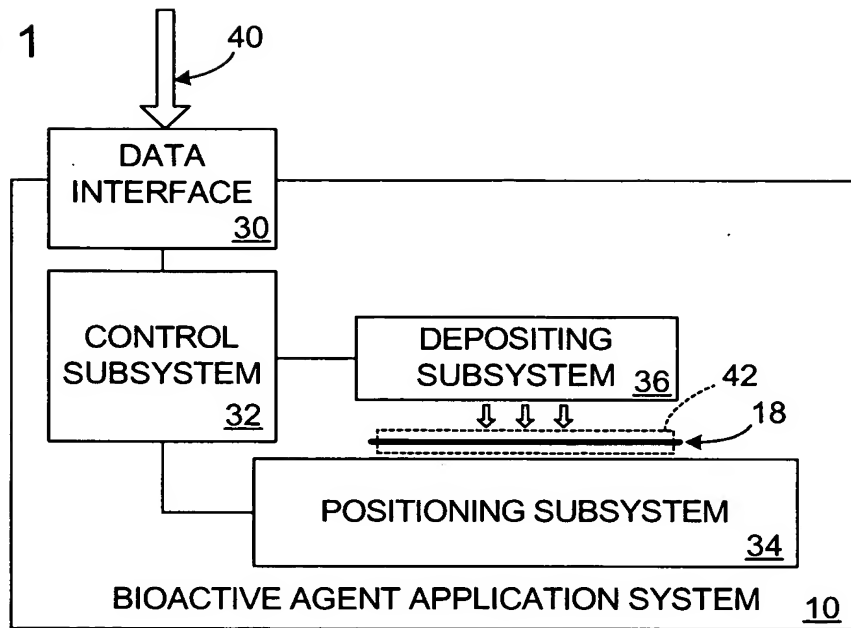 1
40
DATA
INTERFACE
30
CONTROL
SUBSYSTEM
32
DEPOSITING
SUBSYSTEM
36
42
18
POSITIONING SUBSYSTEM
34
BIOACTIVE AGENT APPLICATION SYSTEM
10